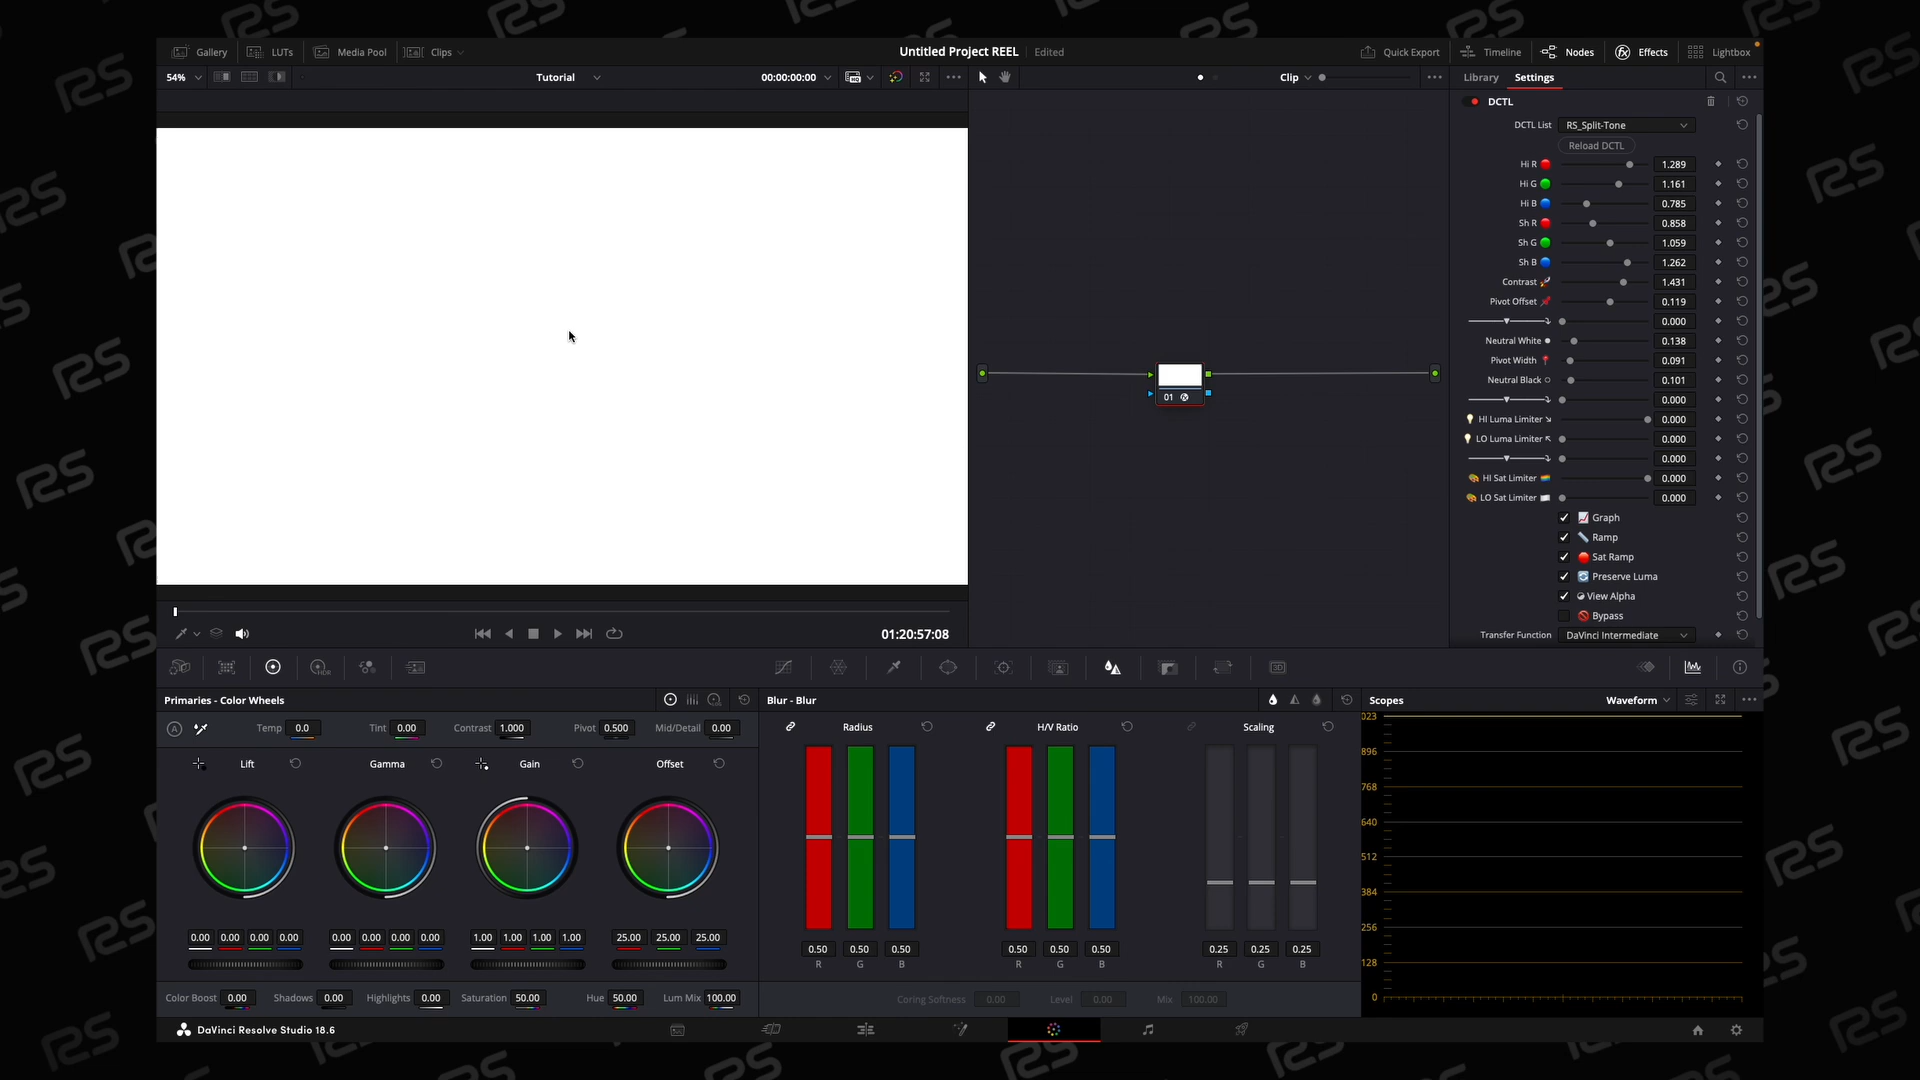 Gallery LUTs Media Pool Clips Untitled Project REEL Edited Quick Export Timeline Nodes Effects Lightbox
54% Tutorial 00:00:00:00 Clip Library Settings
DCTL
DCTL List RS_Split-Tone
Reload DCTL
Hi R 1.289
Hi G 1.161
Hi B 0.785
Sh R 0.858
Sh G 1.059
Sh B 1.262
Contrast 1.431
Pivot Offset 0.119
0.000
Neutral White 0.138
Pivot Width 0.091
Neutral Black 0.101
0.000
HI Luma Limiter 0.000
LO Luma Limiter 0.000
0.000
HI Sat Limiter 0.000
LO Sat Limiter 0.000
Graph
Ramp
Sat Ramp
Preserve Luma
View Alpha
Bypass
Transfer Function DaVinci Intermediate
01
01:20:57:08
Primaries - Color Wheels
Temp 0.0 Tint 0.00 Contrast 1.000 Pivot 0.500 Mid/Detail 0.00
Lift Gamma Gain Offset
0.00 0.00 0.00 0.00 0.00 0.00 0.00 0.00 1.00 1.00 1.00 1.00 25.00 25.00 25.00
Color Boost 0.00 Shadows 0.00 Highlights 0.00 Saturation 50.00 Hue 50.00 Lum Mix 100.00
Blur - Blur
Radius H/V Ratio Scaling
0.50 0.50 0.50 0.50 0.50 0.50 0.25 0.25 0.25
R G B R G B R G B
Coring Softness 0.00 Level 0.00 Mix 100.00
Scopes Waveform
023
896
768
640
512
384
256
128
0
DaVinci Resolve Studio 18.6